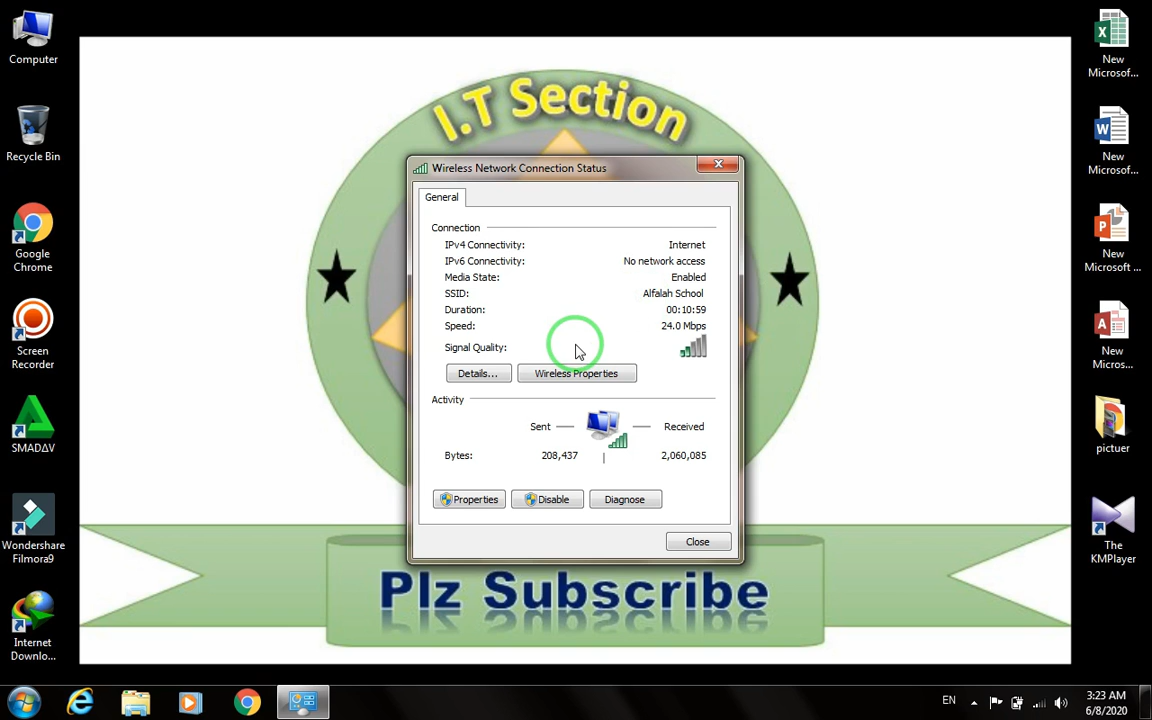 Computer
Recycle Bin
Google
Chrome
Screen
Recorder
SMADΔV
Wondershare
Filmora9
Internet
Downlo...
I.T Section
Wireless Network Connection Status
General
Connection
IPv4 Connectivity: Internet
IPv6 Connectivity: No network access
Media State: Enabled
SSID: Alfalah School
Duration: 00:10:59
Speed: 24.0 Mbps
Signal Quality:
Details... Wireless Properties
Activity
Sent Received
Bytes: 208,437 2,060,085
Properties Disable Diagnose
Close
Plz Subscribe
New
Microsof...
New
Microsof...
New
Microsoft ...
New
Micros...
pictuer
The
KMPlayer
EN
3:23 AM
6/8/2020